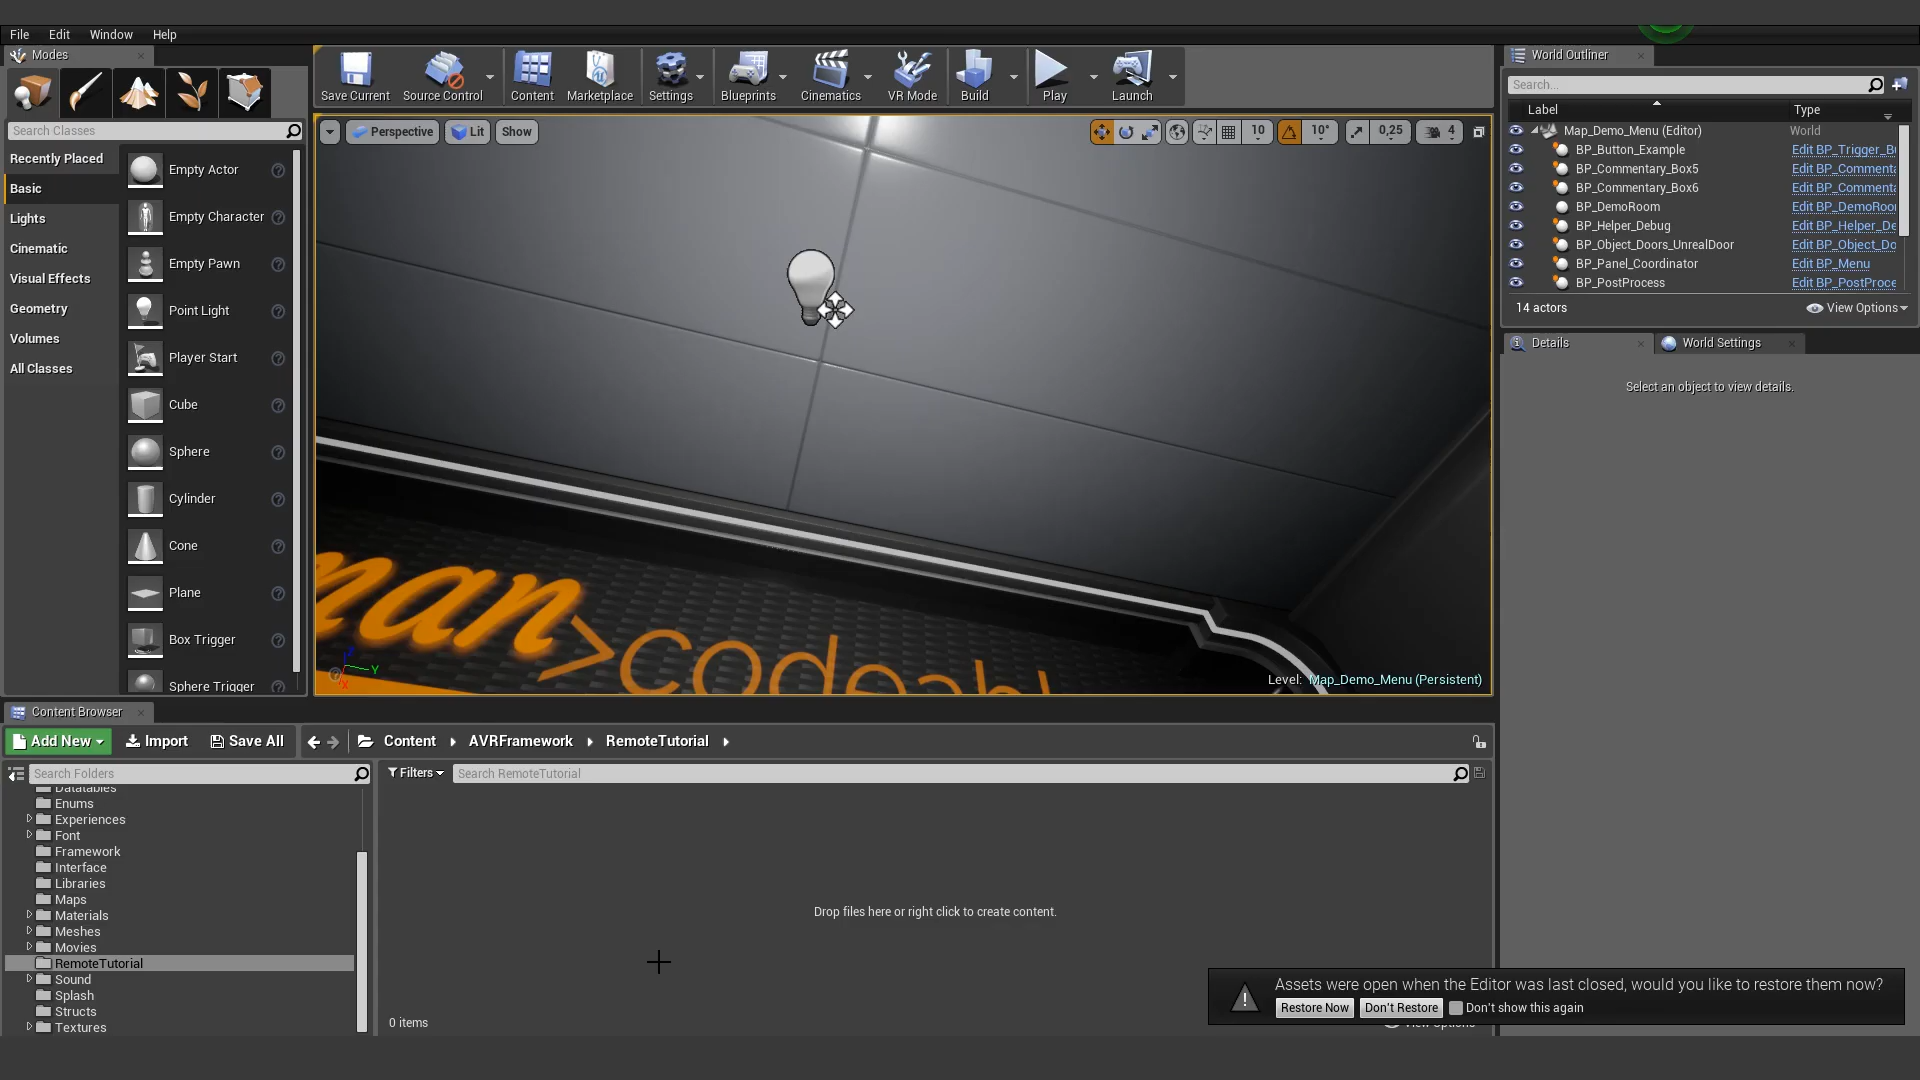 File Edit Window Help
Modes
Save Current Source Control Content Marketplace Settings Blueprints Cinematics VR Mode Build Play Launch
Search Classes
Recently Placed
Basic
Lights
Cinematic
Visual Effects
Geometry
Volumes
All Classes
Empty Actor
Empty Character
Empty Pawn
Point Light
Player Start
Cube
Sphere
Cylinder
Cone
Plane
Box Trigger
Sphere Trigger
Perspective Lit Show 10 10° 0,25 4
man>codeabl
Z
Y
X
Level: Map_Demo_Menu (Persistent)
World Outliner
Search...
Label Type
Map_Demo_Menu (Editor) World
BP_Button_Example Edit BP_Trigger_B
BP_Commentary_Box5 Edit BP_Commenta
BP_Commentary_Box6 Edit BP_Commenta
BP_DemoRoom Edit BP_DemoRoo
BP_Helper_Debug Edit BP_Helper_De
BP_Object_Doors_UnrealDoor Edit BP_Object_Do
BP_Panel_Coordinator Edit BP_Menu
BP_PostProcess Edit BP_PostProce
14 actors View Options
Details World Settings
Select an object to view details.
Content Browser
Add New Import Save All Content AVRFramework RemoteTutorial
Search Folders
Filters Search RemoteTutorial
Datatables
Enums
Experiences
Font
Framework
Interface
Libraries
Maps
Materials
Meshes
Movies
RemoteTutorial
Sound
Splash
Structs
Textures
Drop files here or right click to create content.
0 items
View Options
Assets were open when the Editor was last closed, would you like to restore them now?
Restore Now Don't Restore Don't show this again